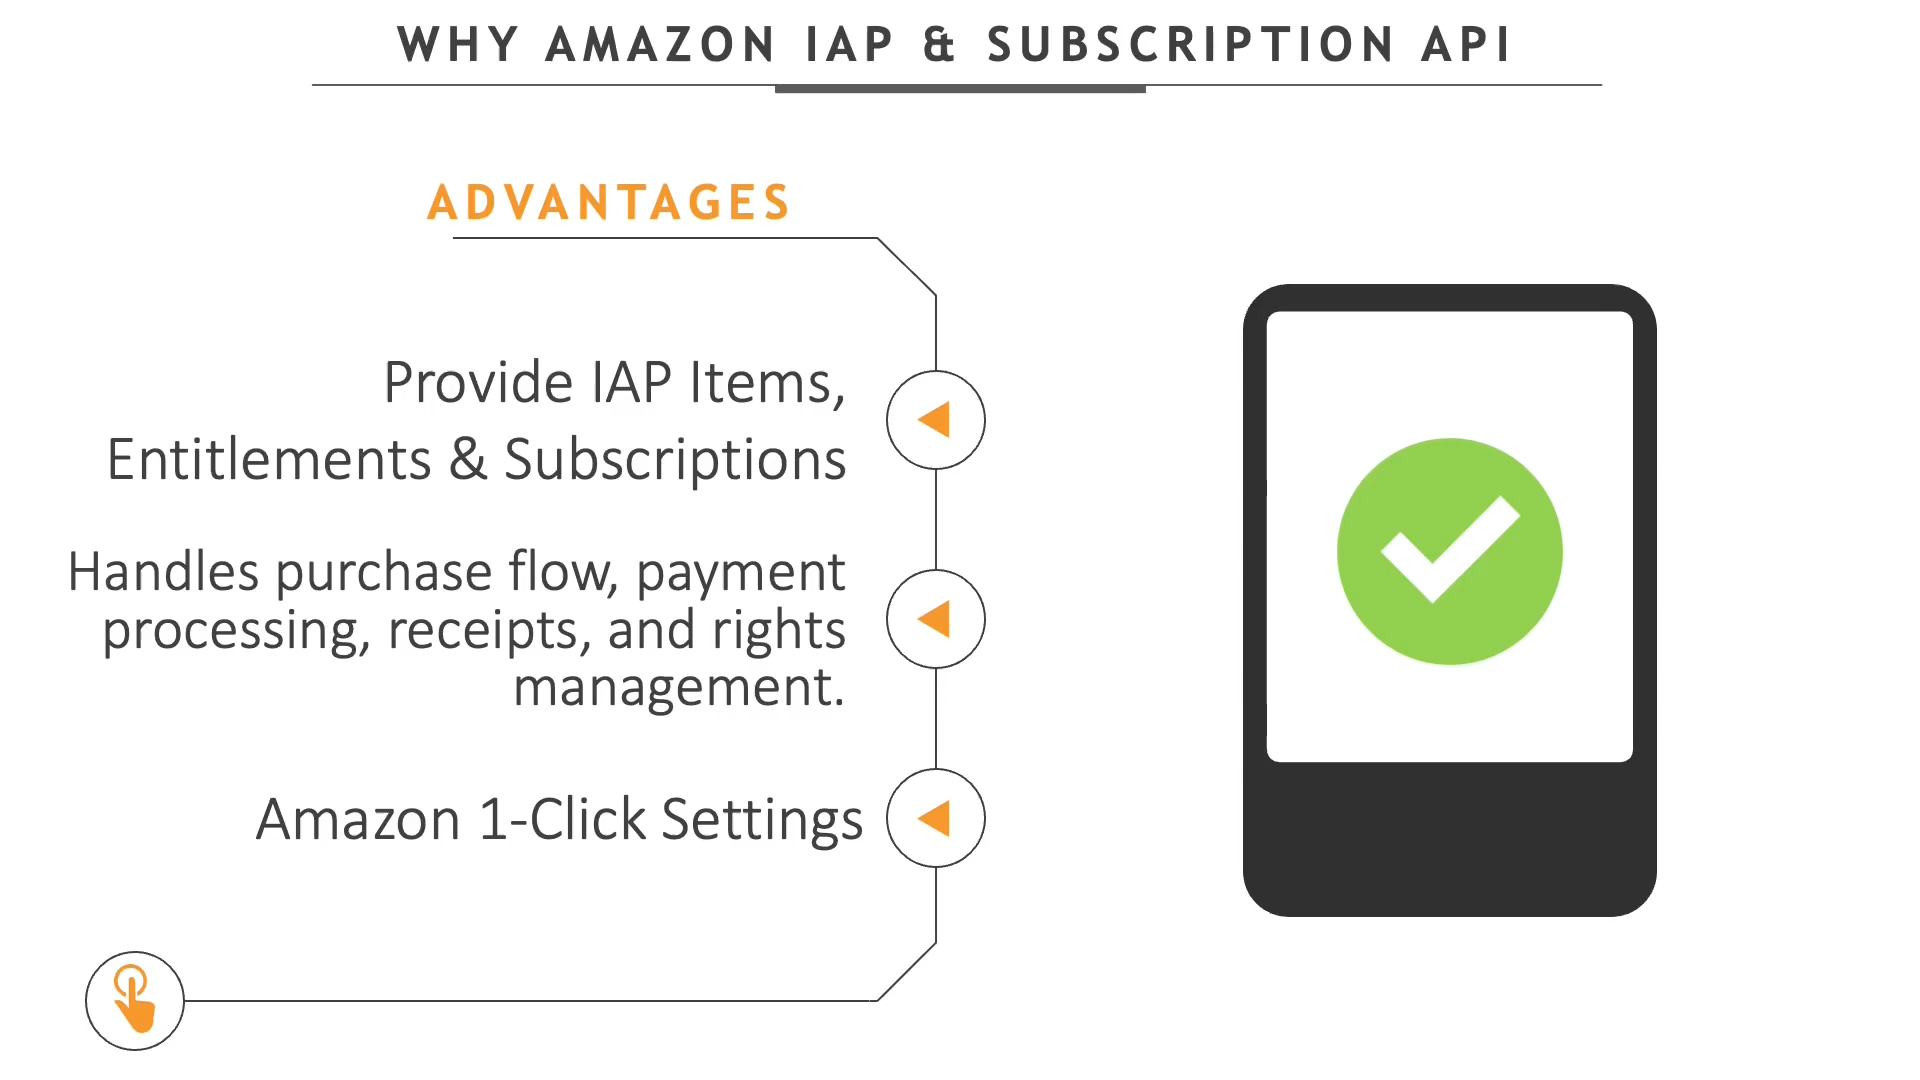 WHY AMAZON IAP & SUBSCRIPTION API
ADVANTAGES
Provide IAP Items,
Entitlements & Subscriptions
Handles purchase flow, payment
processing, receipts, and rights
management.
Amazon 1-Click Settings